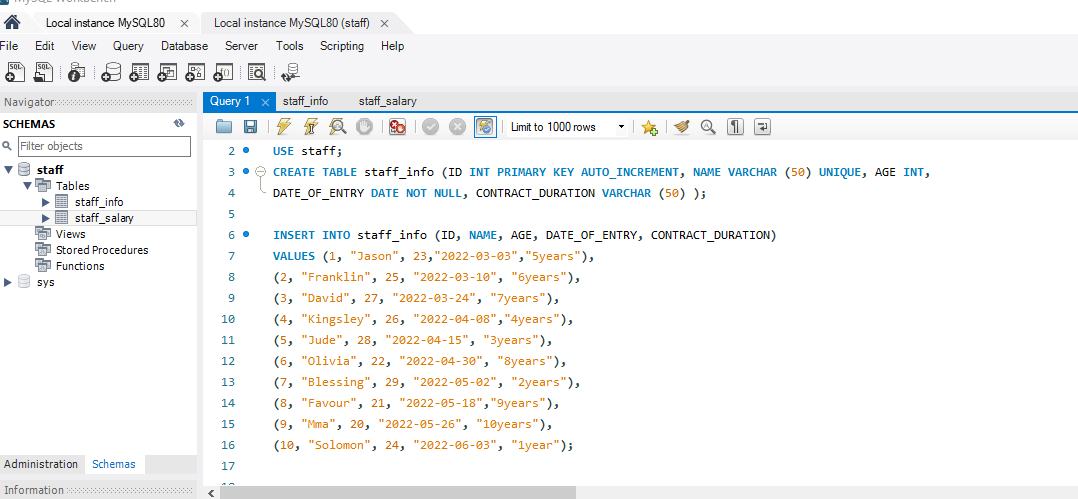 MySQL Workbench
Local instance MySQL80 ×
Local instance MySQL80 (staff) ×
File Edit View Query Database Server Tools Scripting Help
Navigator
SCHEMAS
Filter objects
staff
Tables
staff_info
staff_salary
Views
Stored Procedures
Functions
sys
Administration Schemas
Information
Query 1 × staff_info staff_salary
Limit to 1000 rows
2 USE staff;
3 CREATE TABLE staff_info (ID INT PRIMARY KEY AUTO_INCREMENT, NAME VARCHAR (50) UNIQUE, AGE INT,
4 DATE_OF_ENTRY DATE NOT NULL, CONTRACT_DURATION VARCHAR (50) );
5
6 INSERT INTO staff_info (ID, NAME, AGE, DATE_OF_ENTRY, CONTRACT_DURATION)
7 VALUES (1, "Jason", 23,"2022-03-03","5years"),
8 (2, "Franklin", 25, "2022-03-10", "6years"),
9 (3, "David", 27, "2022-03-24", "7years"),
10 (4, "Kingsley", 26, "2022-04-08","4years"),
11 (5, "Jude", 28, "2022-04-15", "3years"),
12 (6, "Olivia", 22, "2022-04-30", "8years"),
13 (7, "Blessing", 29, "2022-05-02", "2years"),
14 (8, "Favour", 21, "2022-05-18","9years"),
15 (9, "Mma", 20, "2022-05-26", "10years"),
16 (10, "Solomon", 24, "2022-06-03", "1year");
17